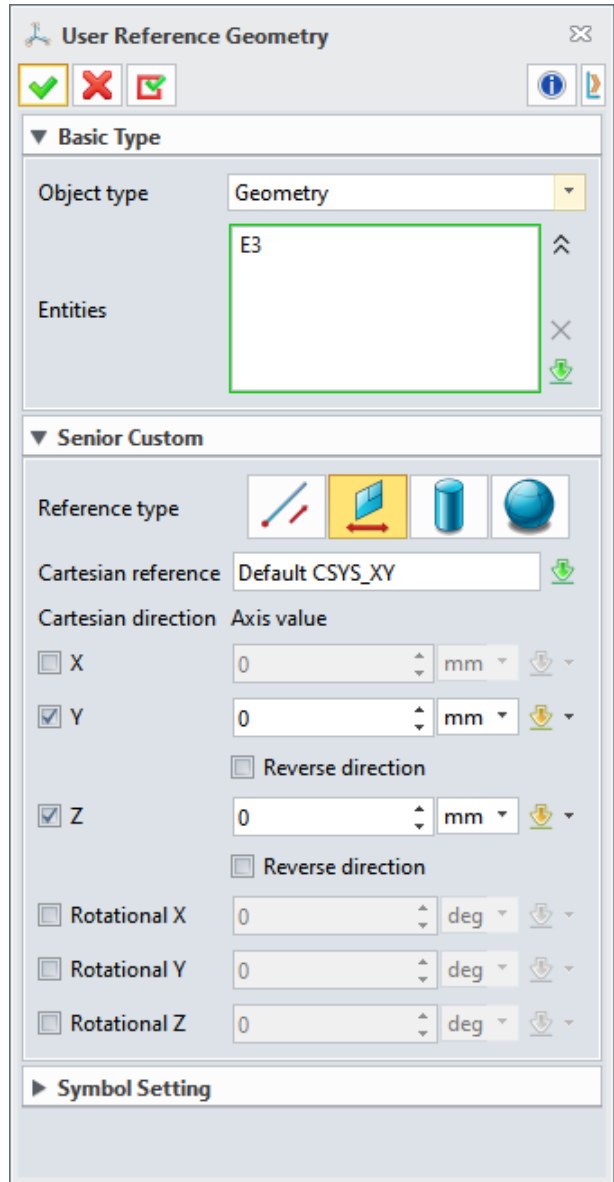 User Reference Geometry
Basic Type
Object type Geometry
E3
Entities
Senior Custom
Reference type
Cartesian reference Default CSYS_XY
Cartesian direction Axis value
X 0 mm
Y 0 mm
Reverse direction
Z 0 mm
Reverse direction
Rotational X 0 deg
Rotational Y 0 deg
Rotational Z 0 deg
Symbol Setting